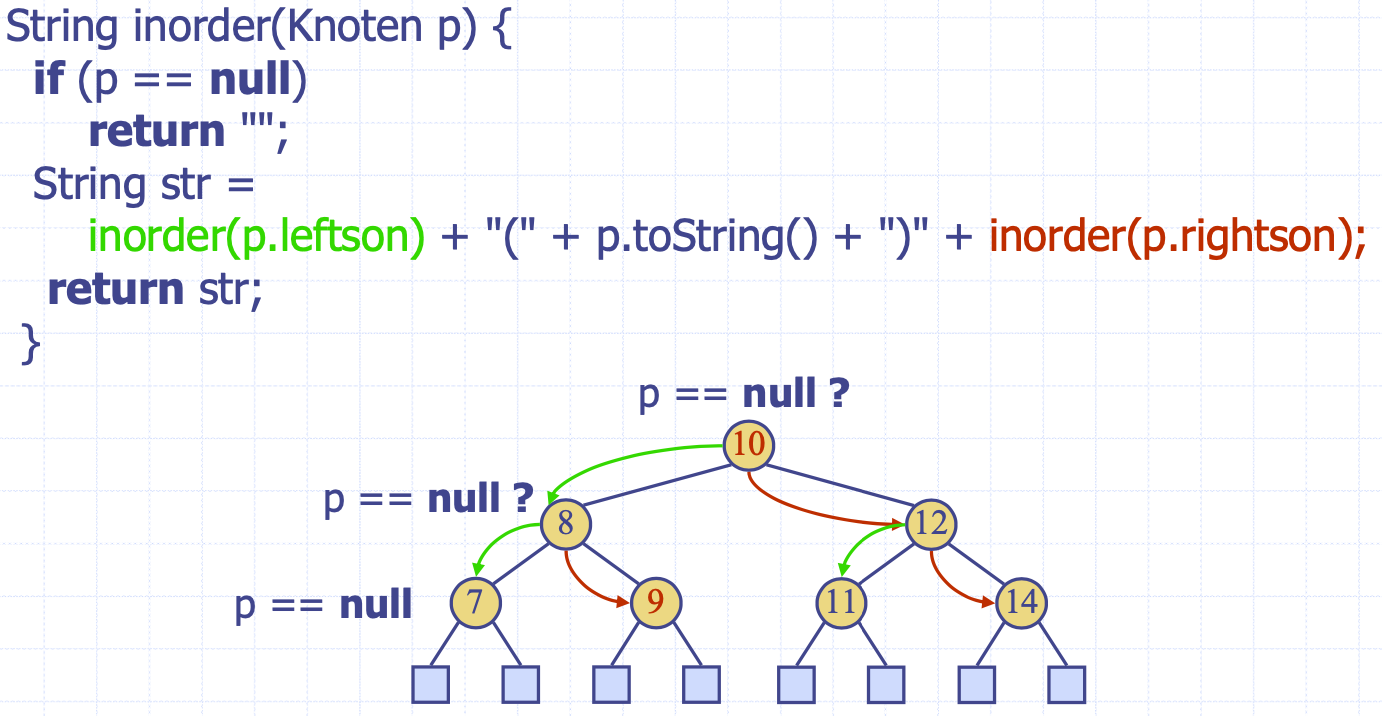 String inorder(Knoten p) {
if (p == null)
return "";
String str =
inorder(p.leftson) + "(" + p.toString() + ")" + inorder(p.rightson);
return str;
}
p == null ?
10
p == null ?
8
12
p == null
7
9
11
14